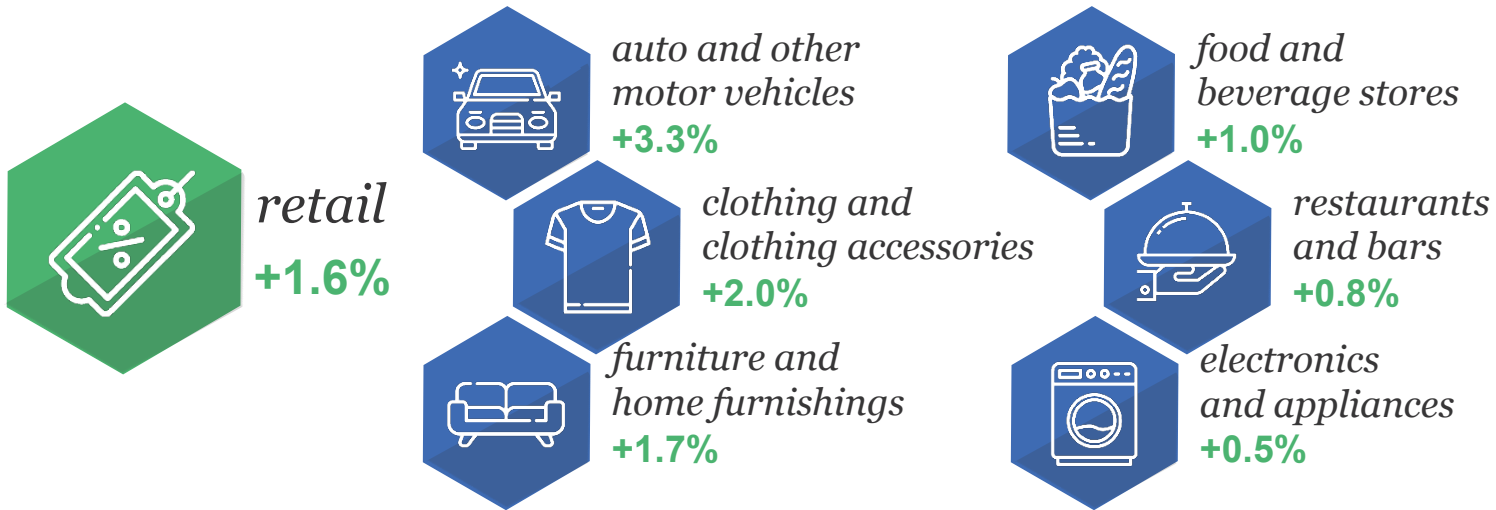 retail
+1.6%
auto and other
motor vehicles
+3.3%
clothing and
clothing accessories
+2.0%
furniture and
home furnishings
+1.7%
food and
beverage stores
+1.0%
restaurants
and bars
+0.8%
electronics
and appliances
+0.5%